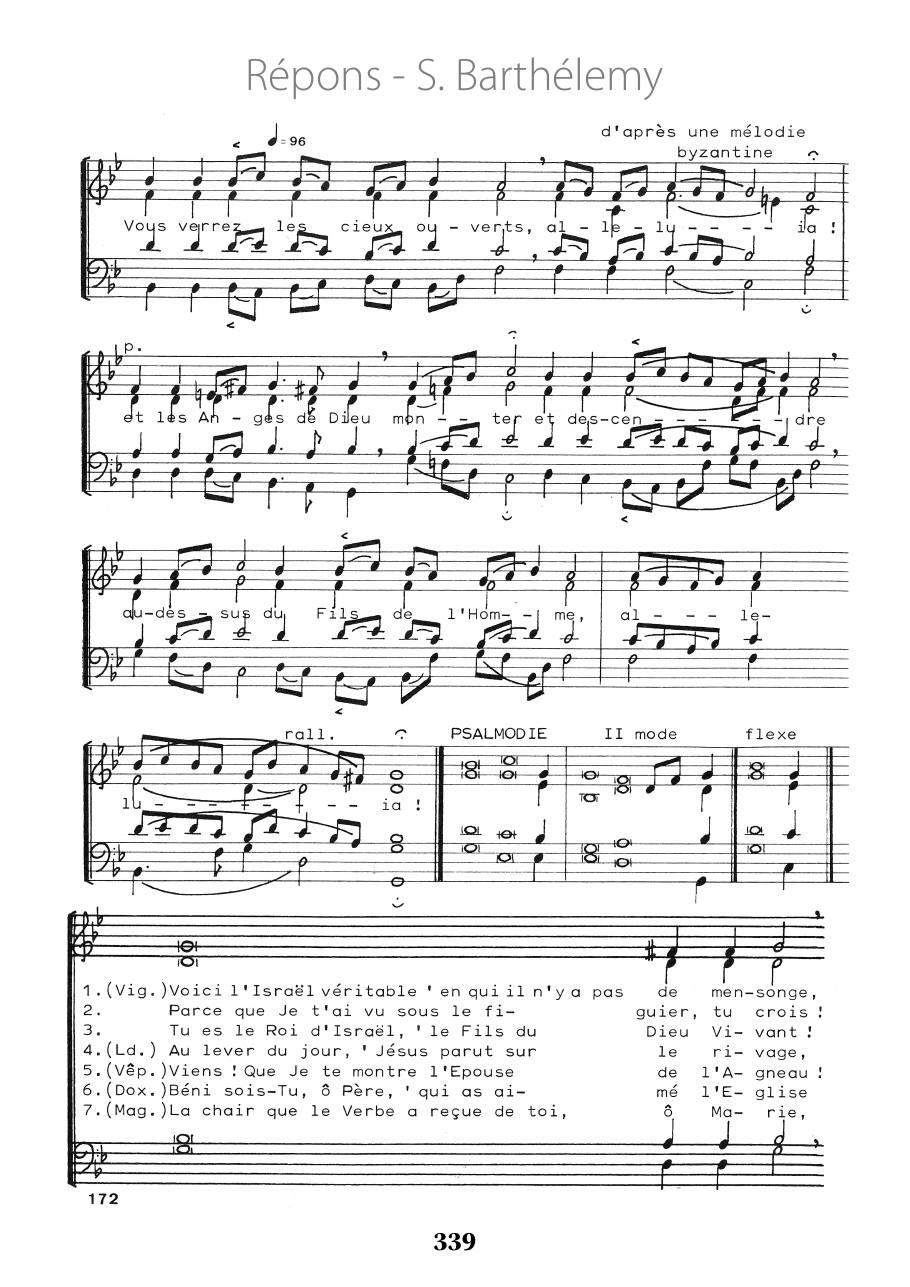 Répons - S. Barthélemy
= 96
d'après une mélodie
byzantine
Vous verrez les cieux ou - verts, al - le - lu - - - - ia !
p.
et les An - ges de Dieu mon - - ter et des-cen - - - - - - dre
au-des - sus du Fils de l'Hom- - me, al - - - le-
rall.
PSALMODIE II mode flexe
lu - - - - - - - - ia !
1.(Vig.)Voici l'Israël véritable ' en qui il n'y a pas de men-songe,
2. Parce que Je t'ai vu sous le fi- guier, tu crois !
3. Tu es le Roi d'Israël, ' le Fils du Dieu Vi- vant !
4.(Ld.) Au lever du jour, ' Jésus parut sur le ri- vage,
5.(Vêp.)Viens ! Que Je te montre l'Epouse de l'A- gneau !
6.(Dox.)Béni sois-Tu, ô Père, ' qui as ai- mé l'E- glise
7.(Mag.)La chair que le Verbe a reçue de toi, ô Ma- rie,
172
339